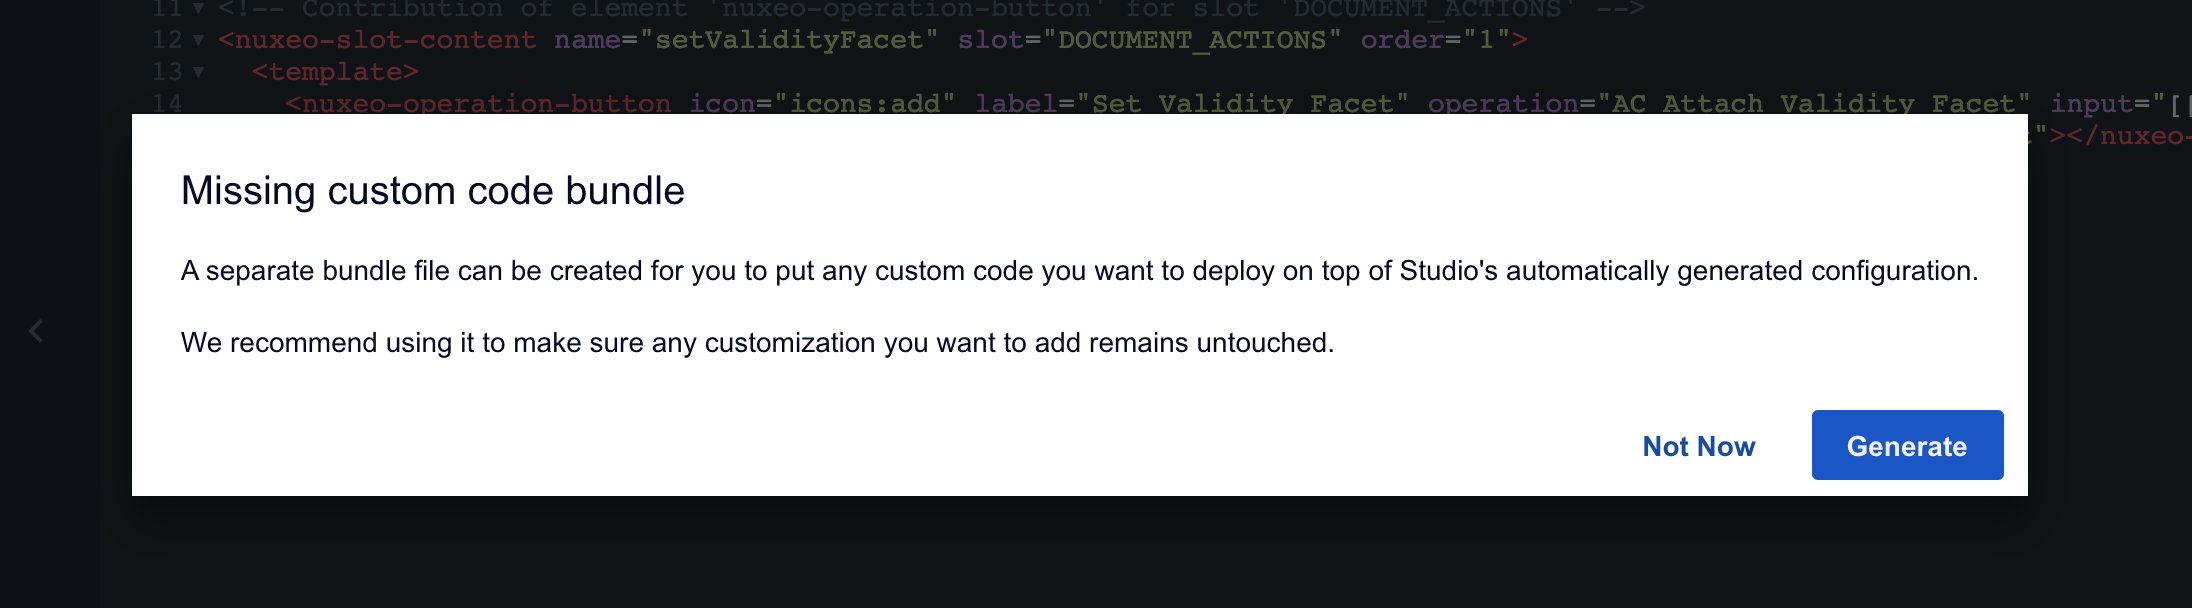 11 <!-- Contribution of element 'nuxeo-operation-button' for slot 'DOCUMENT_ACTIONS' -->
12 <nuxeo-slot-content name="setValidityFacet" slot="DOCUMENT_ACTIONS" order="1">
13 <template>
14 <nuxeo-operation-button icon="icons:add" label="Set Validity Facet" operation="AC_Attach_Validity_Facet" input="[[
"></nuxeo-
Missing custom code bundle
A separate bundle file can be created for you to put any custom code you want to deploy on top of Studio's automatically generated configuration.
We recommend using it to make sure any customization you want to add remains untouched.
Not Now
Generate